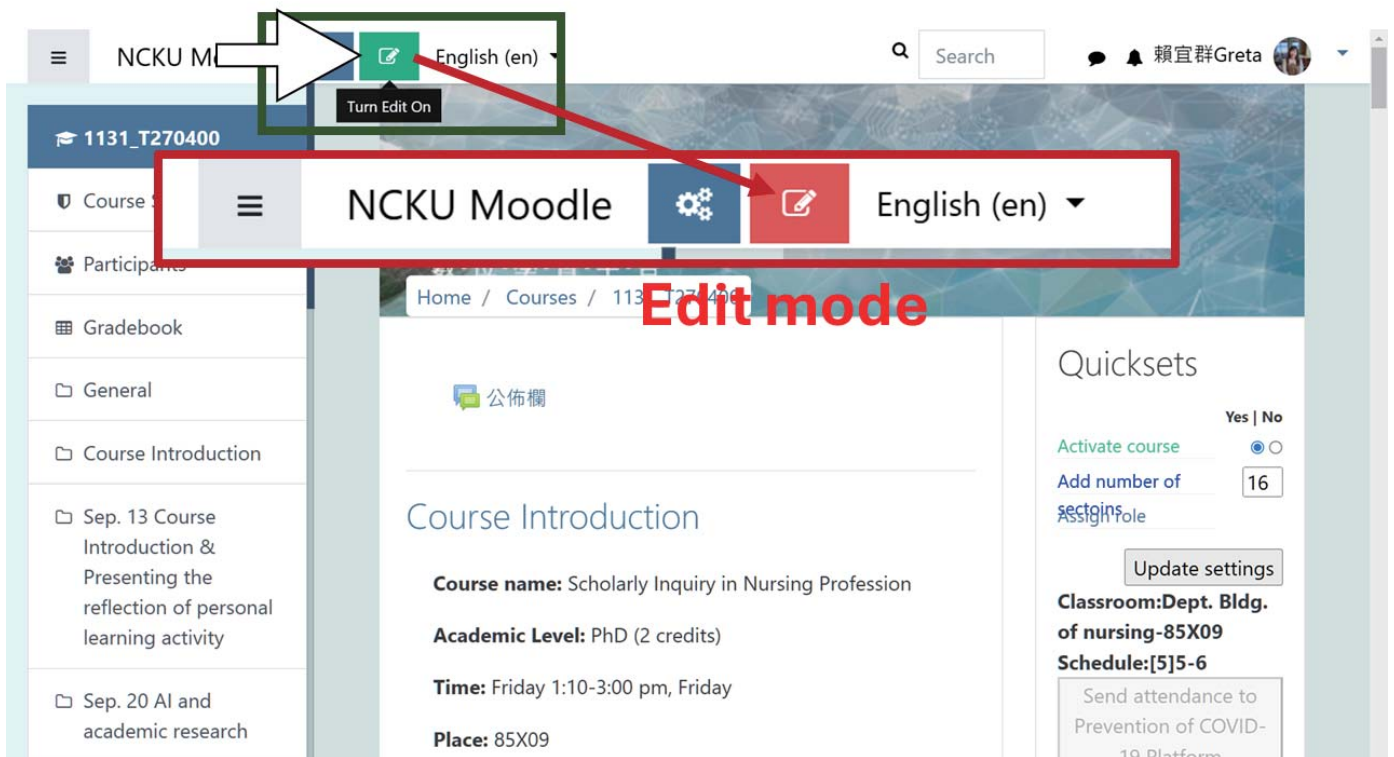 NCKU M
English (en)
Search
賴宜群Greta
Turn Edit On
1131_T270400
Course S
NCKU Moodle
English (en)
Participants
Home / Courses / 1131_T270400
Edit mode
Gradebook
General
Course Introduction
Sep. 13 Course
Introduction &
Presenting the
reflection of personal
learning activity
Sep. 20 AI and
academic research
公佈欄
Course Introduction
Course name: Scholarly Inquiry in Nursing Profession
Academic Level: PhD (2 credits)
Time: Friday 1:10-3:00 pm, Friday
Place: 85X09
Quicksets
Yes | No
Activate course
Add number of
sectoins
16
Assign role
Update settings
Classroom:Dept. Bldg.
of nursing-85X09
Schedule:[5]5-6
Send attendance to
Prevention of COVID-
19 Platform